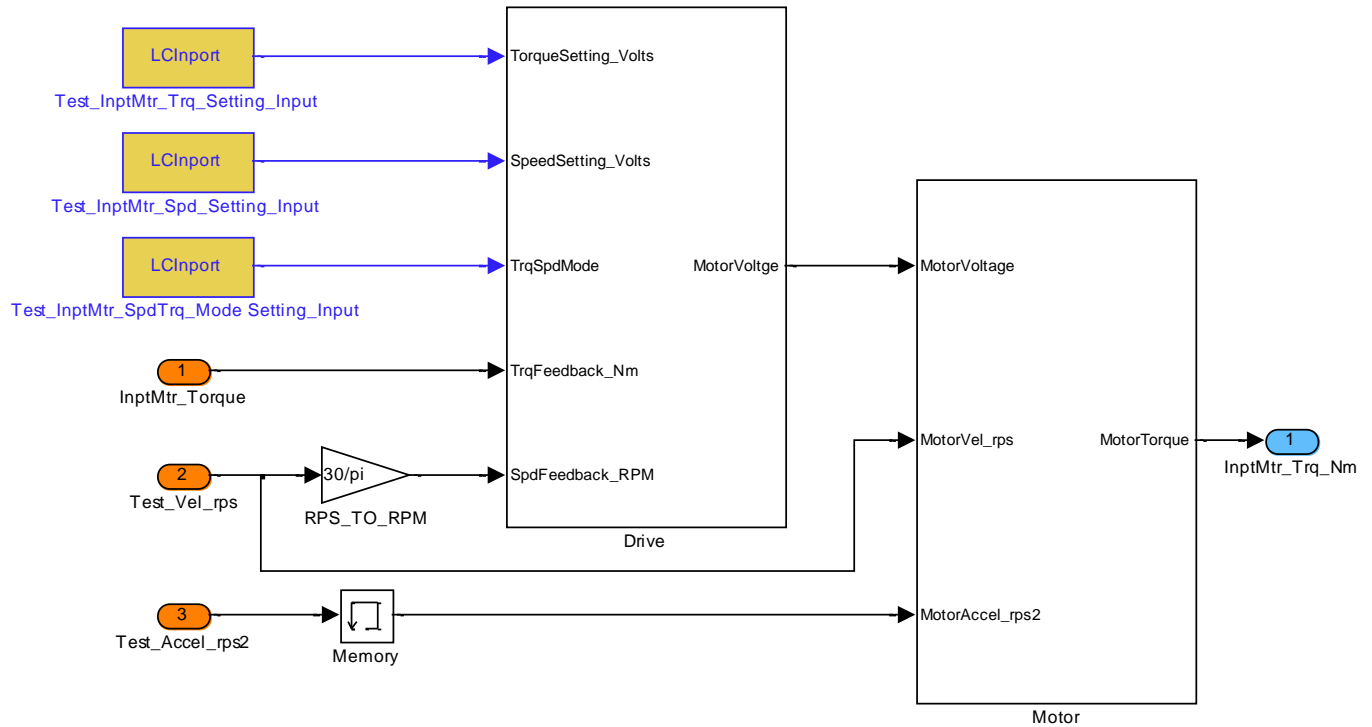 LCInport
Test_InptMtr_Trq_Setting_Input
LCInport
Test_InptMtr_Spd_Setting_Input
LCInport
Test_InptMtr_SpdTrq_Mode Setting_Input
1
InptMtr_Torque
2
Test_Vel_rps
30/pi
RPS_TO_RPM
3
Test_Accel_rps2
Memory
TorqueSetting_Volts
SpeedSetting_Volts
TrqSpdMode
MotorVoltge
TrqFeedback_Nm
SpdFeedback_RPM
Drive
MotorVoltage
MotorVel_rps
MotorTorque
MotorAccel_rps2
Motor
1
InptMtr_Trq_Nm